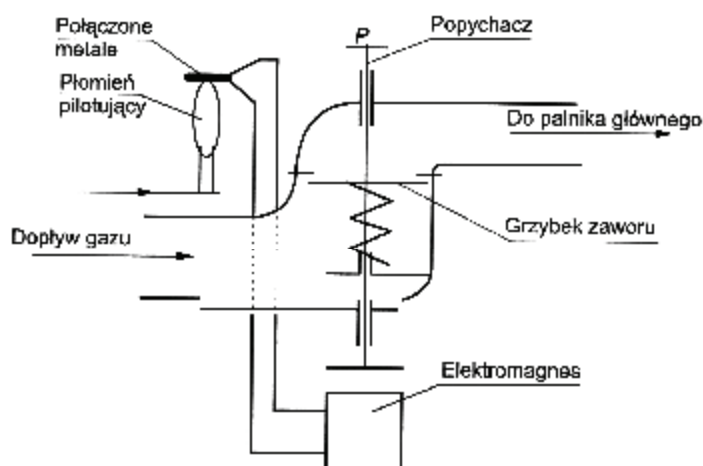 Połączone
metale
Płomień
pilotujący
P
Popychacz
Do palnika głównego
Dopływ gazu
Grzybek zaworu
Elektromagnes